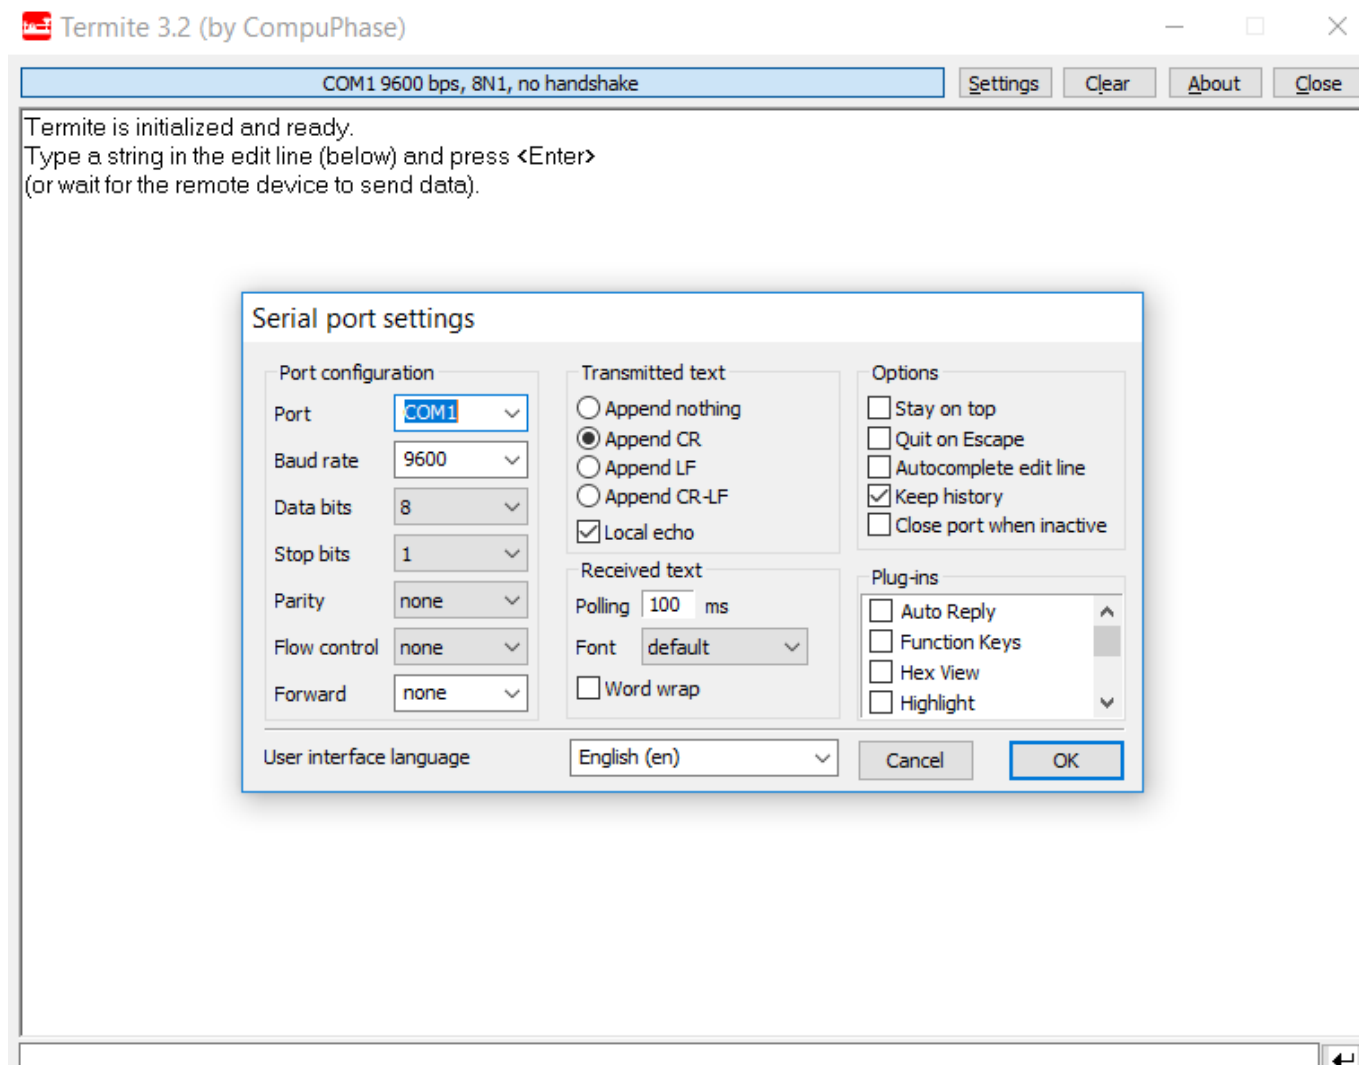 Termite 3.2 (by CompuPhase)
COM1 9600 bps, 8N1, no handshake
Settings
Clear
About
Close
Termite is initialized and ready.
Type a string in the edit line (below) and press <Enter>
(or wait for the remote device to send data).
Serial port settings
Port configuration
Port COM1
Baud rate 9600
Data bits 8
Stop bits 1
Parity none
Flow control none
Forward none
Transmitted text
Append nothing
Append CR
Append LF
Append CR-LF
Local echo
Received text
Polling 100 ms
Font default
Word wrap
Options
Stay on top
Quit on Escape
Autocomplete edit line
Keep history
Close port when inactive
Plug-ins
Auto Reply
Function Keys
Hex View
Highlight
User interface language English (en)
Cancel
OK